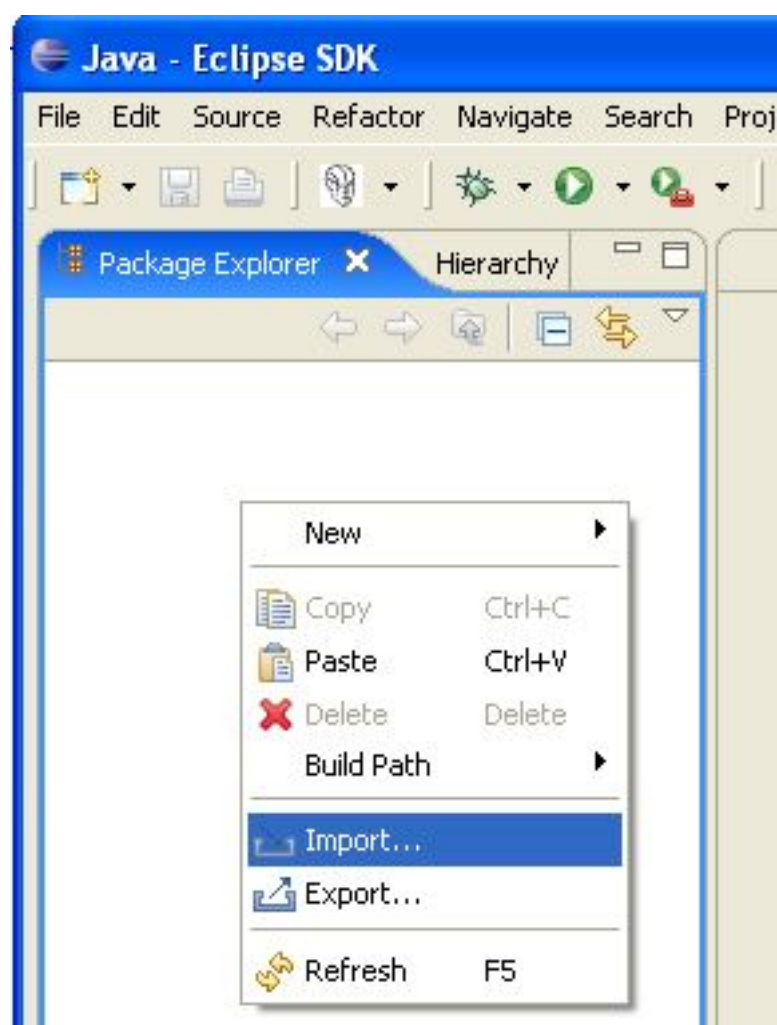 Java - Eclipse SDK
File Edit Source Refactor Navigate Search Proj
Package Explorer Hierarchy
New
Copy Ctrl+C
Paste Ctrl+V
Delete Delete
Build Path
Import...
Export...
Refresh F5